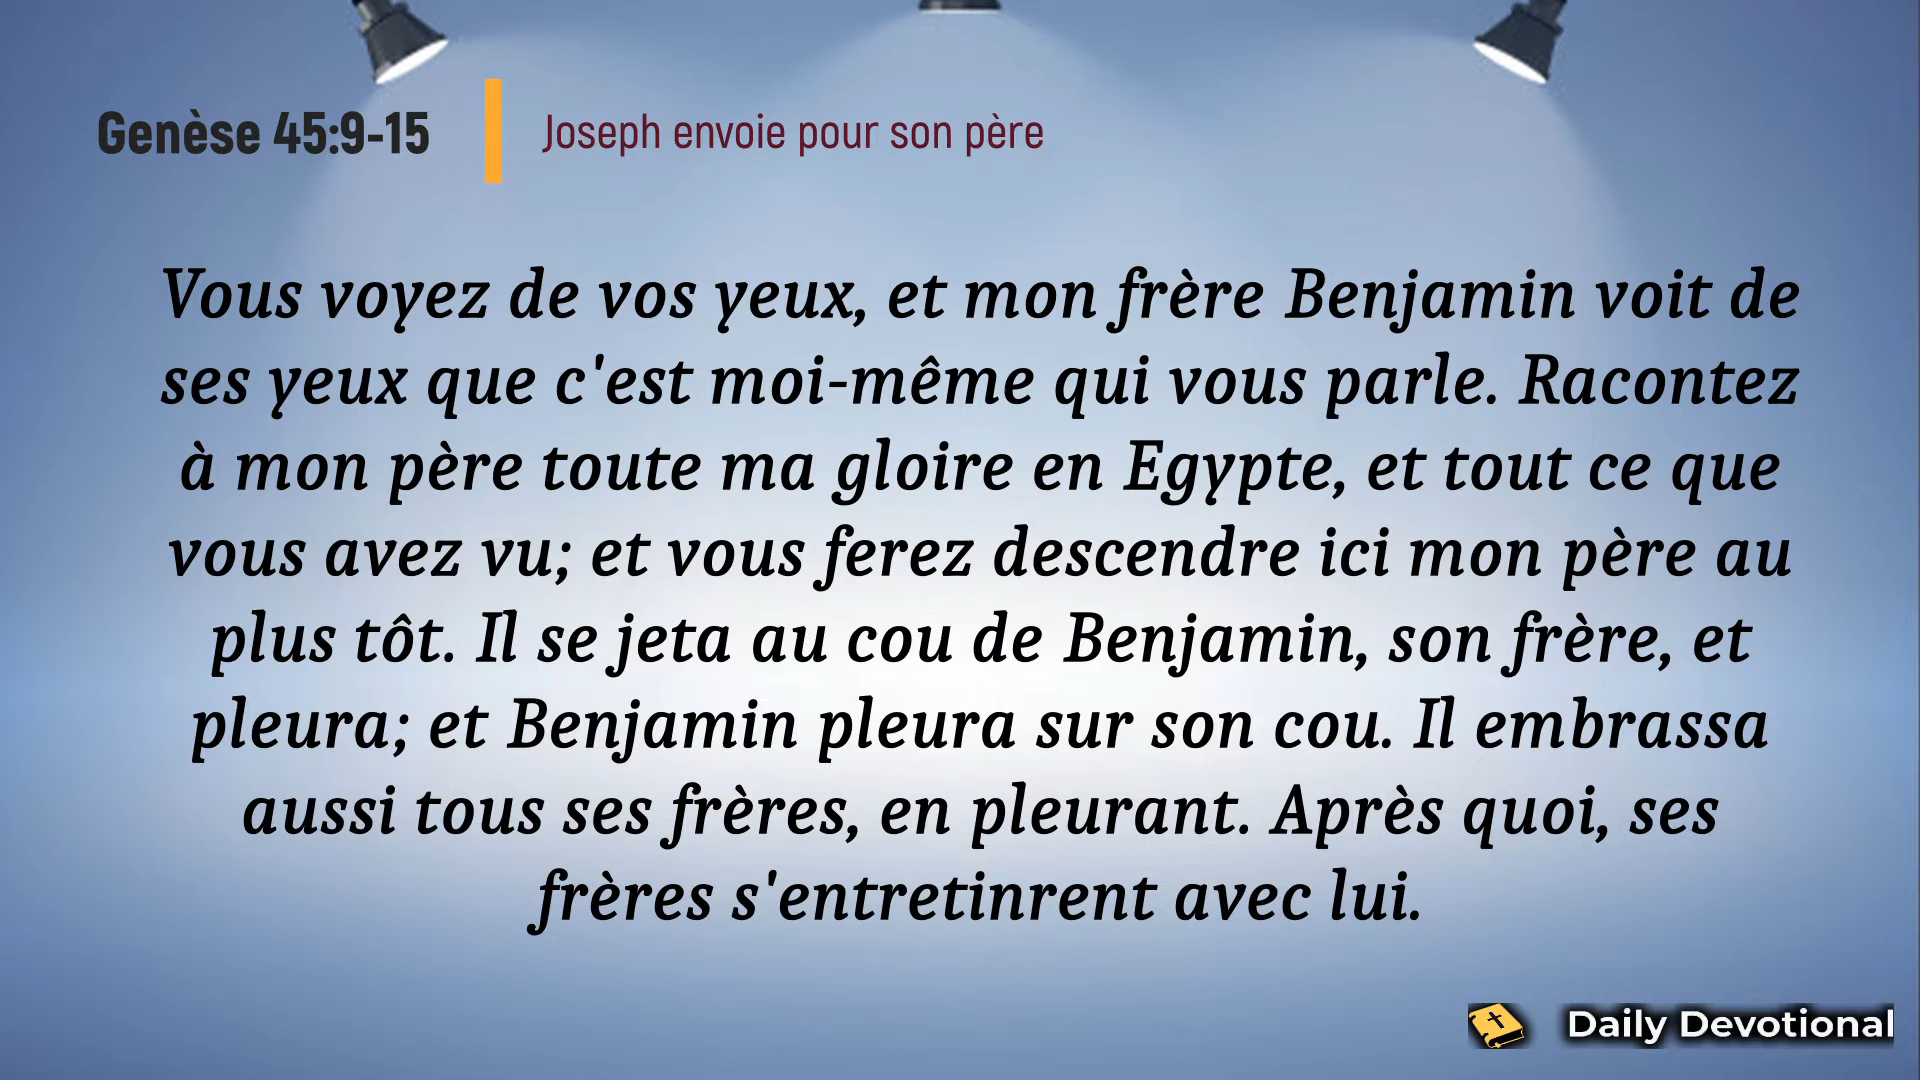 Genèse 45:9-15
Joseph envoie pour son père
Vous voyez de vos yeux, et mon frère Benjamin voit de
ses yeux que c'est moi-même qui vous parle. Racontez
à mon père toute ma gloire en Egypte, et tout ce que
vous avez vu; et vous ferez descendre ici mon père au
plus tôt. Il se jeta au cou de Benjamin, son frère, et
pleura; et Benjamin pleura sur son cou. Il embrassa
aussi tous ses frères, en pleurant. Après quoi, ses
frères s'entretinrent avec lui.
Daily Devotional